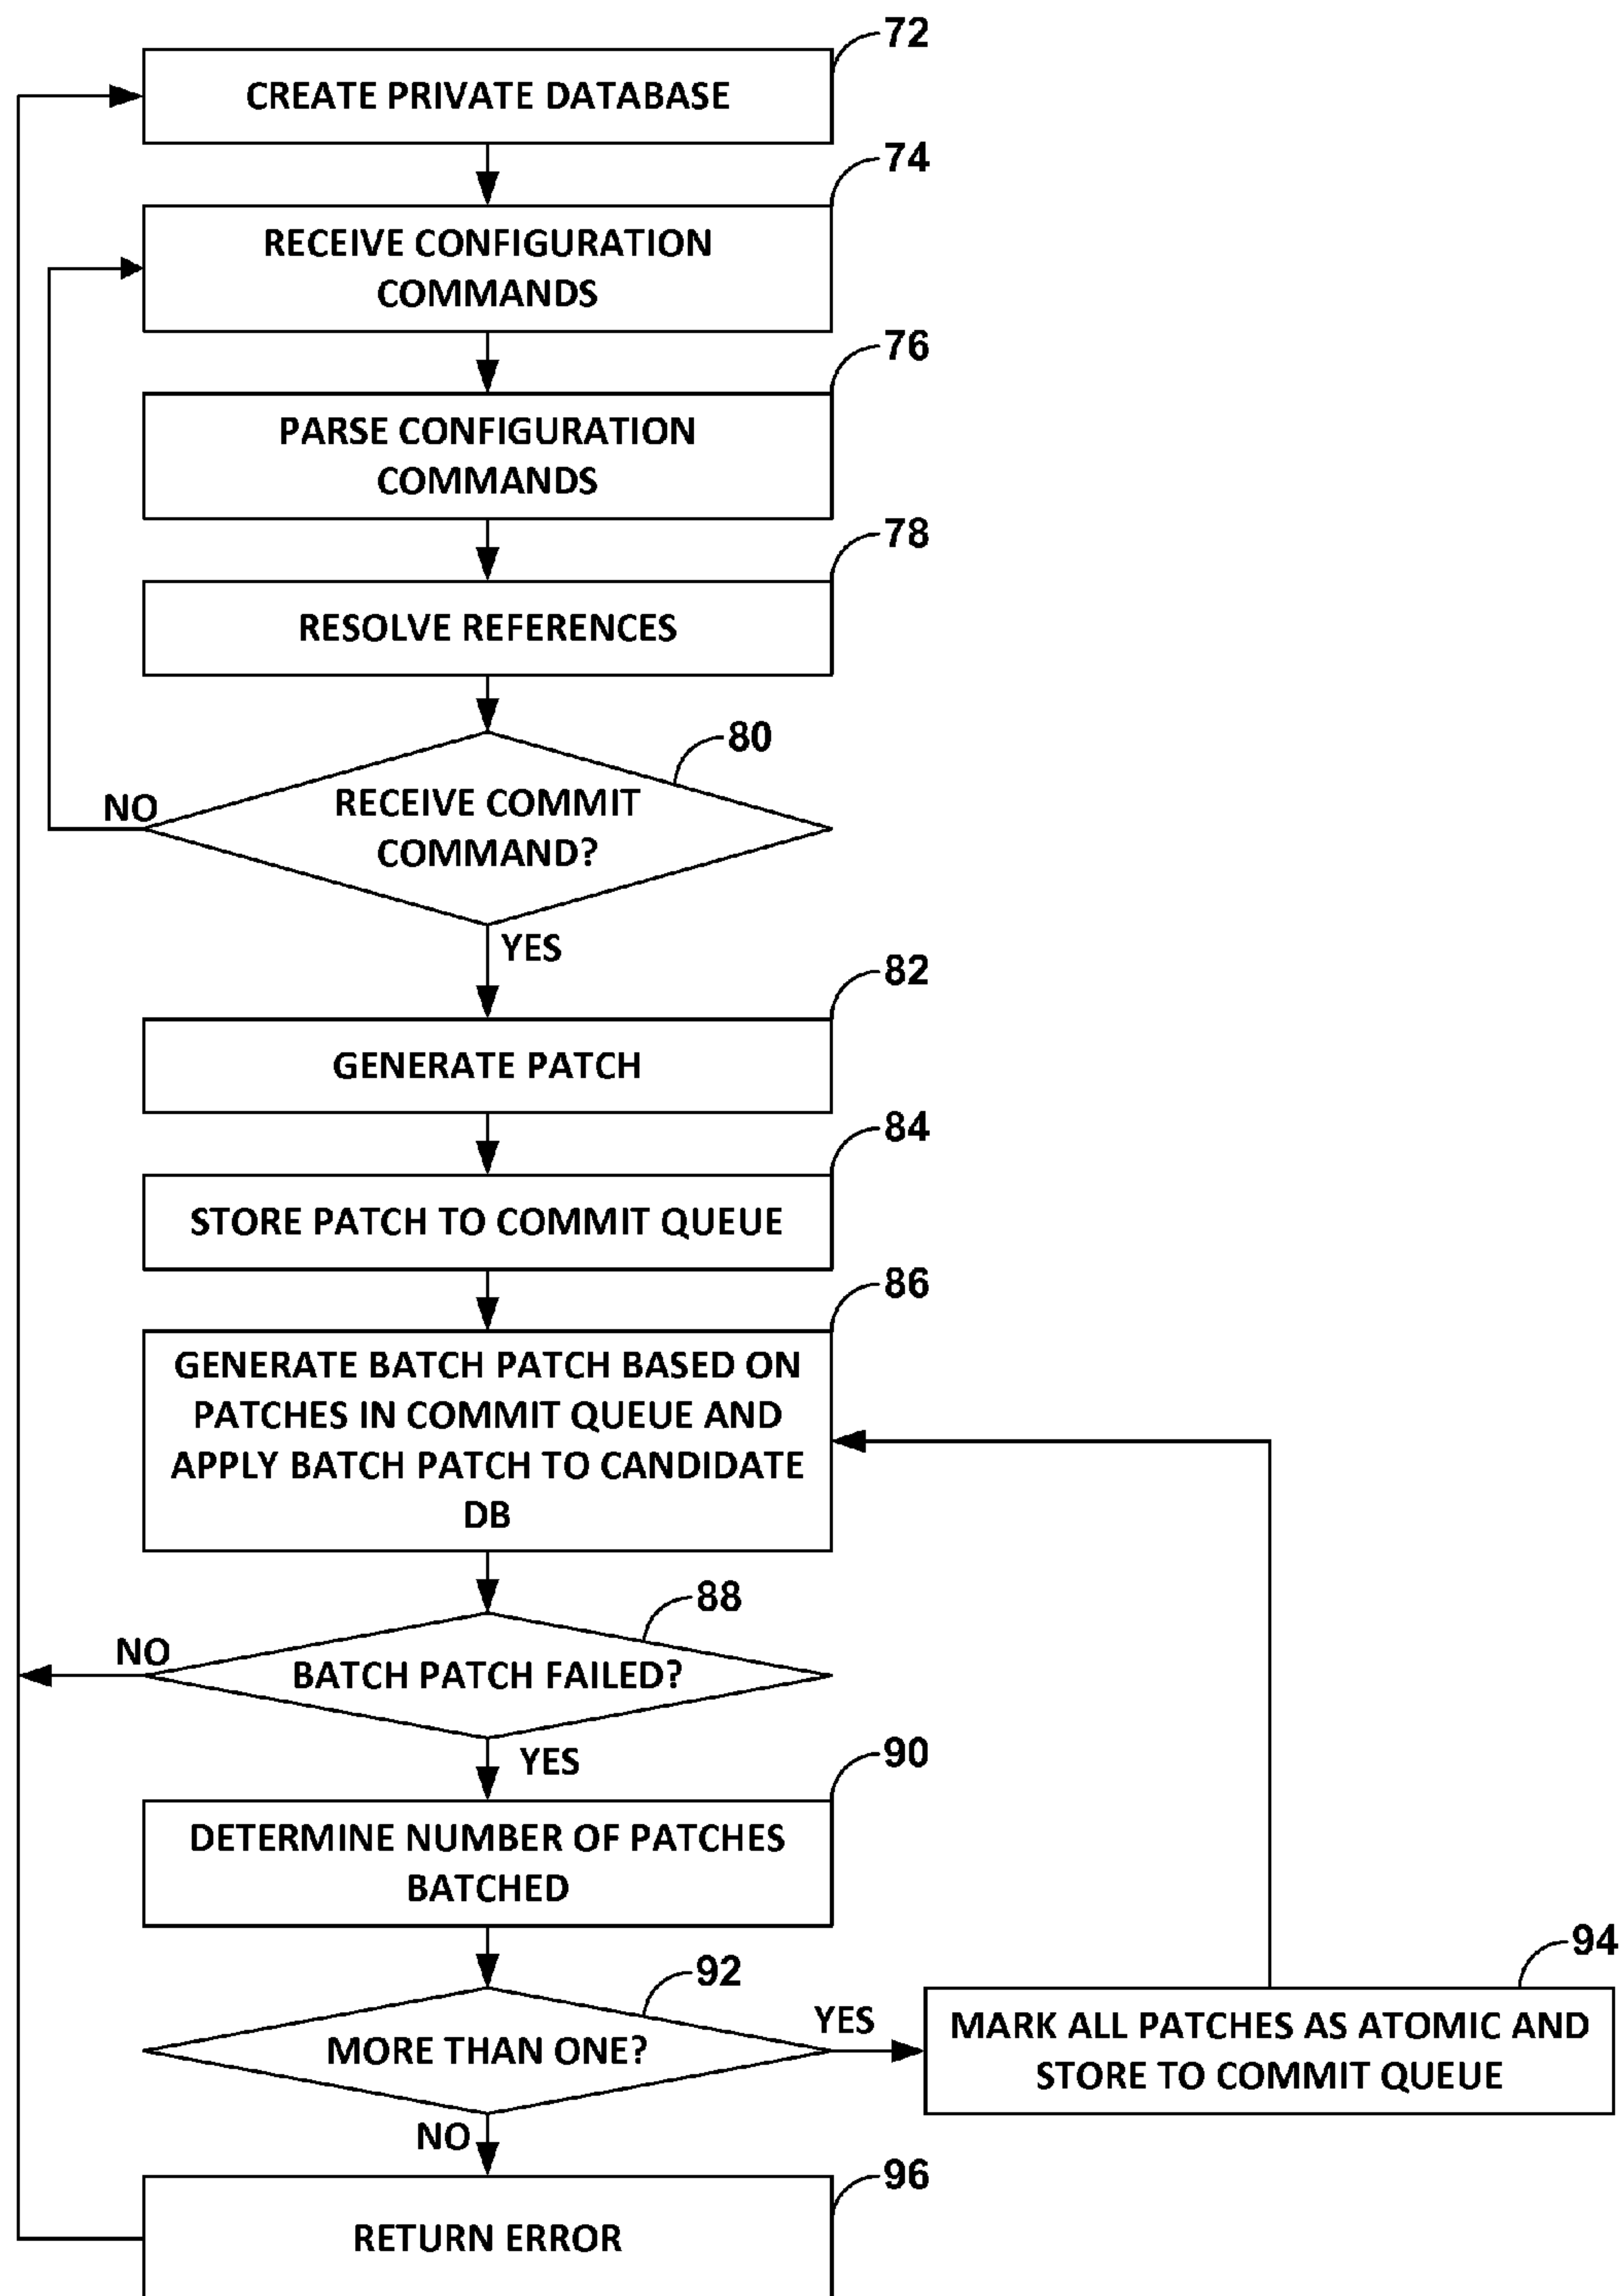 72
CREATE PRIVATE DATABASE
74
RECEIVE CONFIGURATION
COMMANDS
76
PARSE CONFIGURATION
COMMANDS
78
RESOLVE REFERENCES
80
RECEIVE COMMIT
COMMAND?
NO
YES
82
GENERATE PATCH
84
STORE PATCH TO COMMIT QUEUE
86
GENERATE BATCH PATCH BASED ON
PATCHES IN COMMIT QUEUE AND
APPLY BATCH PATCH TO CANDIDATE
DB
88
NO
BATCH PATCH FAILED?
YES
90
DETERMINE NUMBER OF PATCHES
BATCHED
92
MORE THAN ONE?
YES
94
MARK ALL PATCHES AS ATOMIC AND
STORE TO COMMIT QUEUE
NO
96
RETURN ERROR